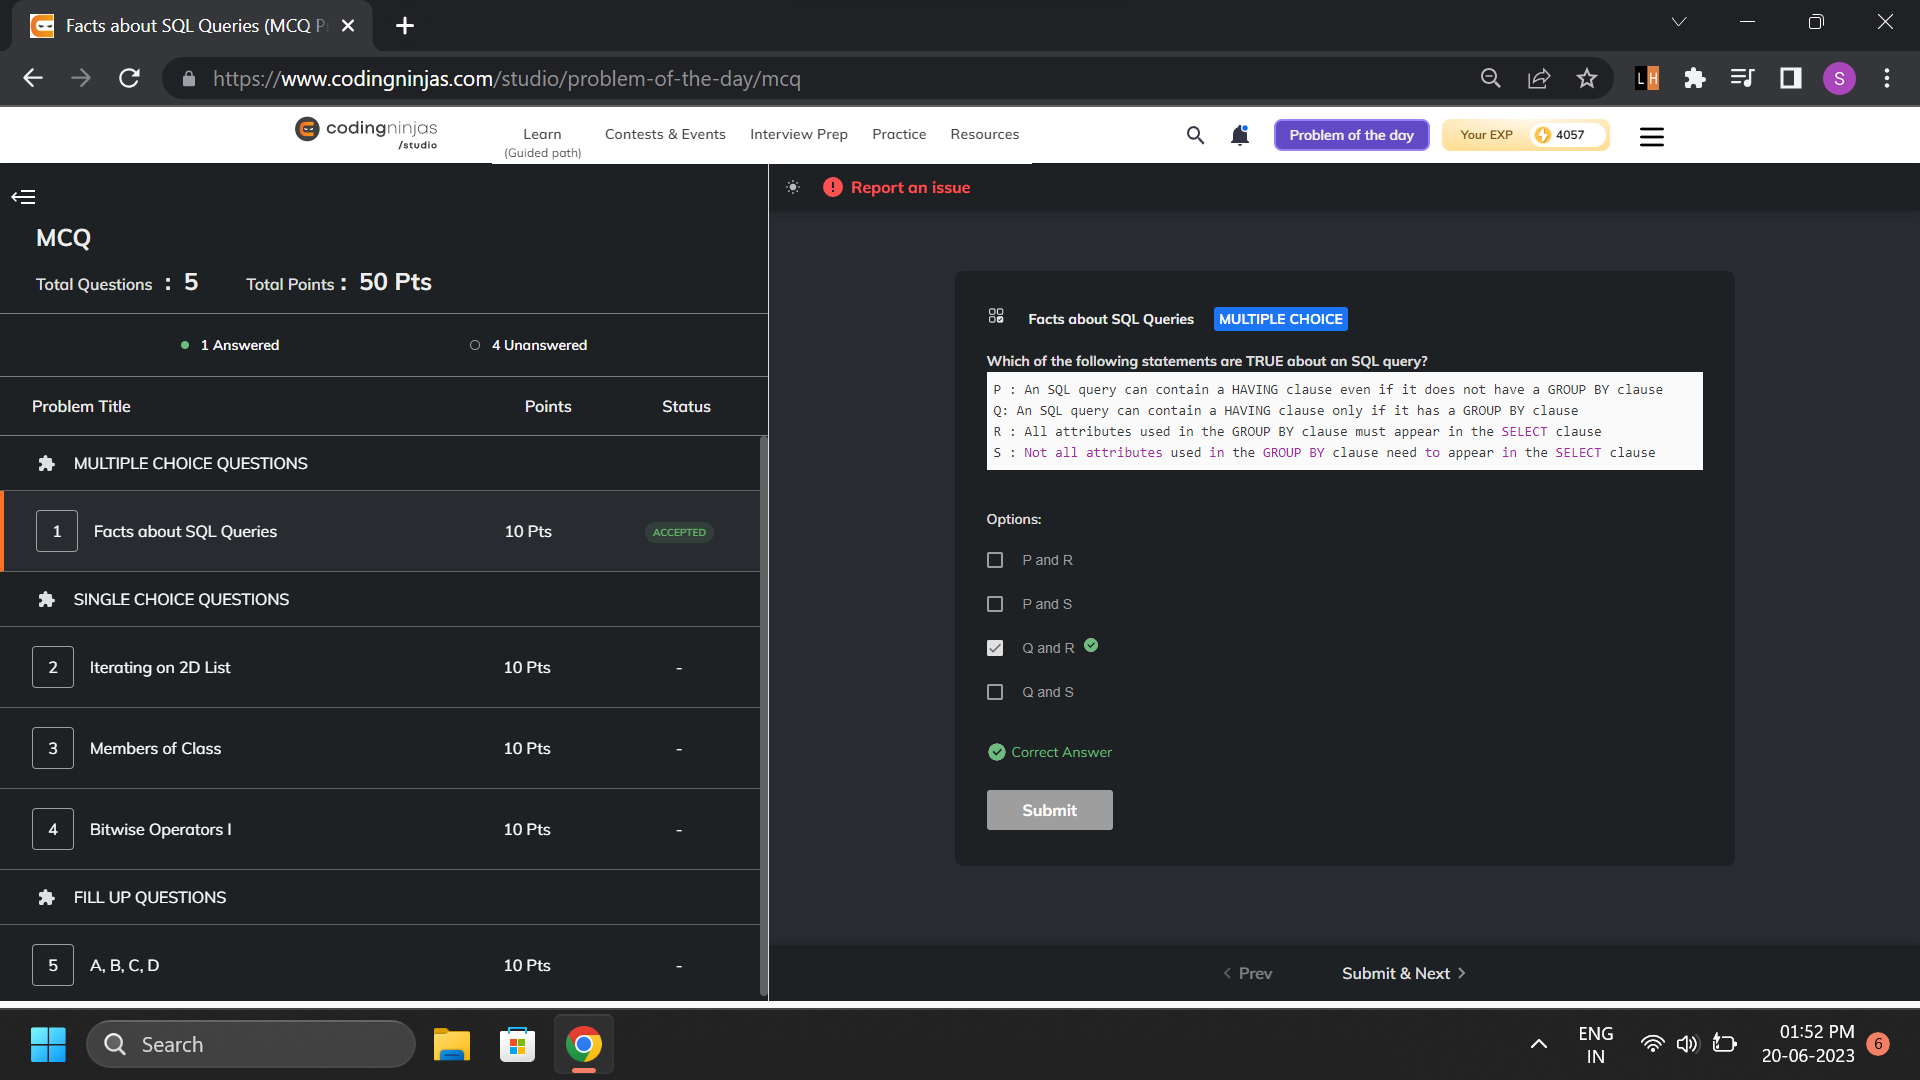 Facts about SQL Queries (MCQ P
https://www.codingninjas.com/studio/problem-of-the-day/mcq
LH
S
codingninjas
/studio
Learn
(Guided path)
Contests & Events
Interview Prep
Practice
Resources
Problem of the day
Your EXP
4057
MCQ
Total Questions : 5 Total Points : 50 Pts
1 Answered
4 Unanswered
Problem Title Points Status
MULTIPLE CHOICE QUESTIONS
1 Facts about SQL Queries 10 Pts ACCEPTED
SINGLE CHOICE QUESTIONS
2 Iterating on 2D List 10 Pts -
3 Members of Class 10 Pts -
4 Bitwise Operators I 10 Pts -
FILL UP QUESTIONS
5 A, B, C, D 10 Pts -
Report an issue
Facts about SQL Queries MULTIPLE CHOICE
Which of the following statements are TRUE about an SQL query?
P : An SQL query can contain a HAVING clause even if it does not have a GROUP BY clause
Q: An SQL query can contain a HAVING clause only if it has a GROUP BY clause
R : All attributes used in the GROUP BY clause must appear in the SELECT clause
S : Not all attributes used in the GROUP BY clause need to appear in the SELECT clause
Options:
P and R
P and S
Q and R
Q and S
Correct Answer
Submit
Prev
Submit & Next
Search
ENG
IN
01:52 PM
20-06-2023
6